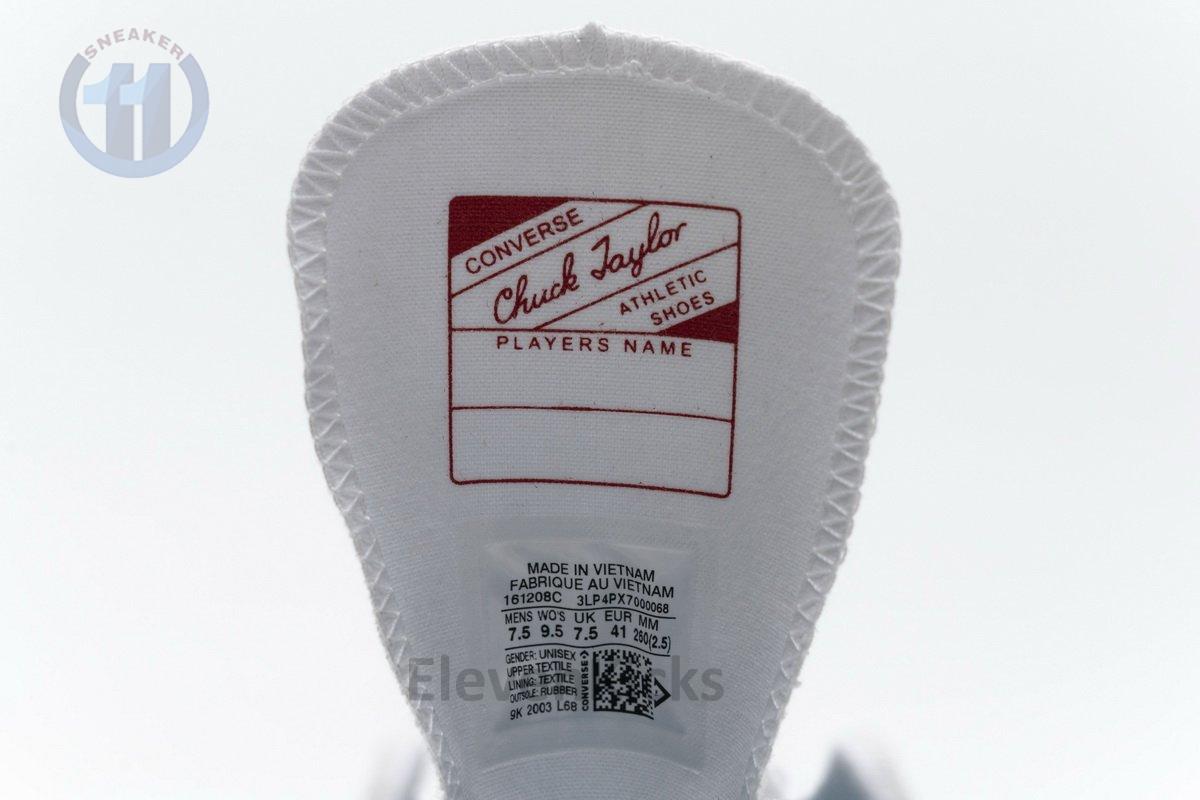 SNEAKER
11
CONVERSE
Chuck Taylor
ATHLETIC
SHOES
PLAYERS NAME
MADE IN VIETNAM
FABRIQUE AU VIETNAM
161208C 3LP4PX7000068
MENS WO'S UK EUR MM
7.5 9.5 7.5 41 260(2.5)
GENDER: UNISEX
UPPER TEXTILE
LINING: TEXTILE
OUTSOLE: RUBBER
9K 2003 L68
CONVERSE